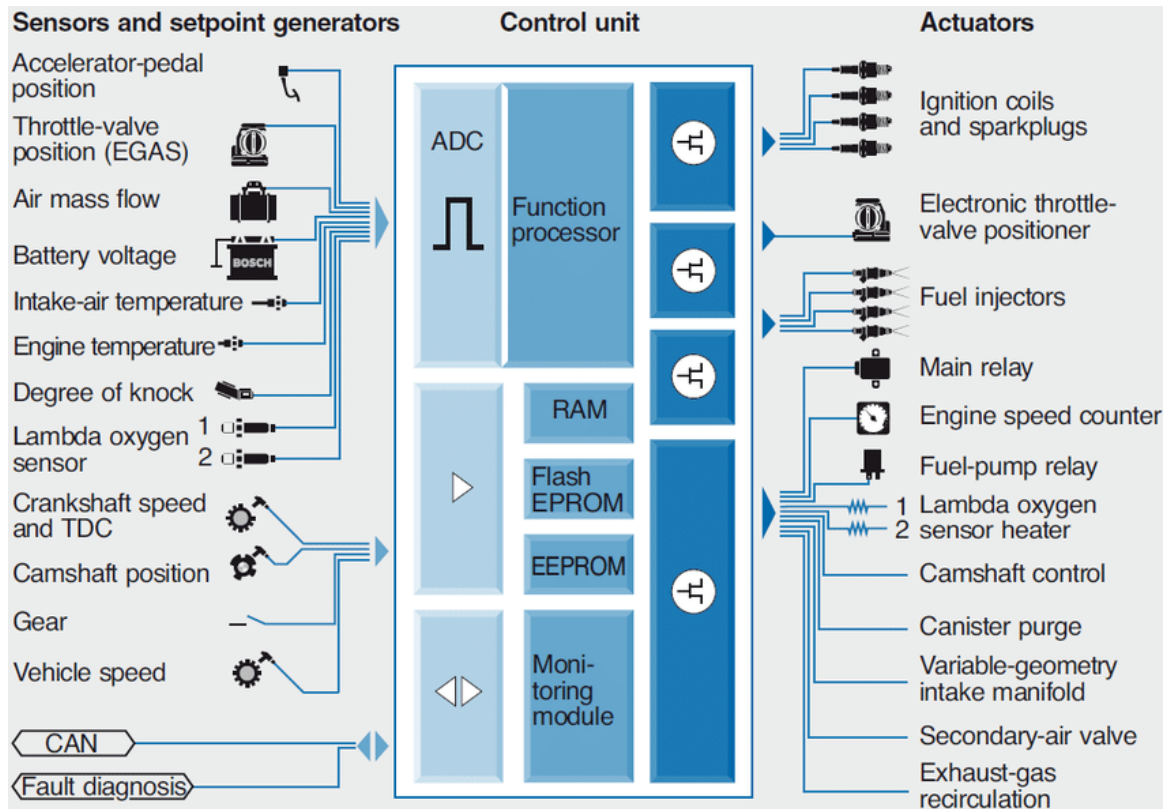 Sensors and setpoint generators
Control unit
Actuators
Accelerator-pedal
position
Throttle-valve
position (EGAS)
Air mass flow
Battery voltage
BOSCH
Intake-air temperature
Engine temperature
Degree of knock
Lambda oxygen
sensor
1
2
Crankshaft speed
and TDC
Camshaft position
Gear
Vehicle speed
CAN
Fault diagnosis
ADC
Function
processor
RAM
Flash
EPROM
EEPROM
Moni-
toring
module
Ignition coils
and sparkplugs
Electronic throttle-
valve positioner
Fuel injectors
Main relay
Engine speed counter
Fuel-pump relay
1 Lambda oxygen
2 sensor heater
Camshaft control
Canister purge
Variable-geometry
intake manifold
Secondary-air valve
Exhaust-gas
recirculation